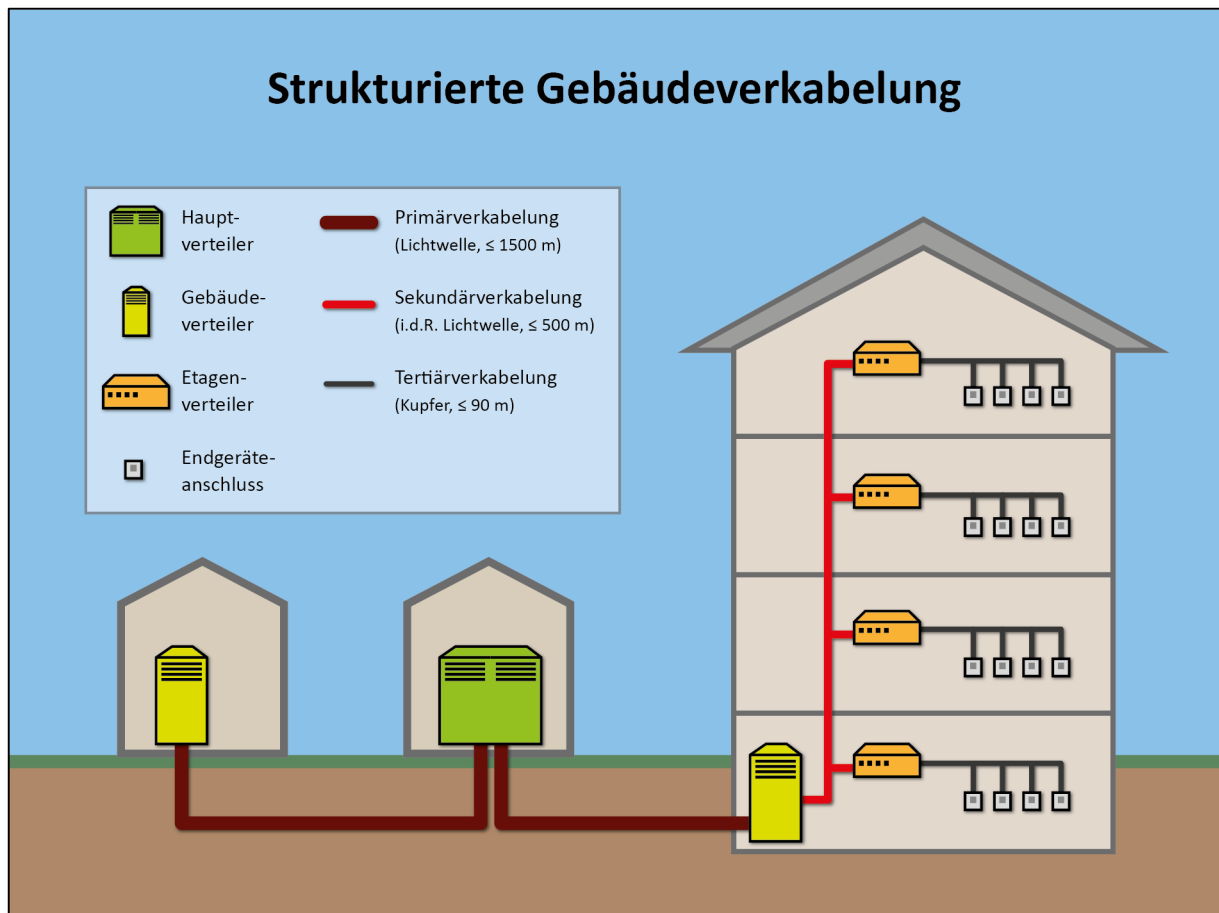 Strukturierte Gebäudeverkabelung
Haupt-
verteiler
Primärverkabelung
(Lichtwelle, ≤ 1500 m)
Gebäude-
verteiler
Sekundärverkabelung
(i.d.R. Lichtwelle, ≤ 500 m)
Etagen-
verteiler
Tertiärverkabelung
(Kupfer, ≤ 90 m)
Endgeräte-
anschluss